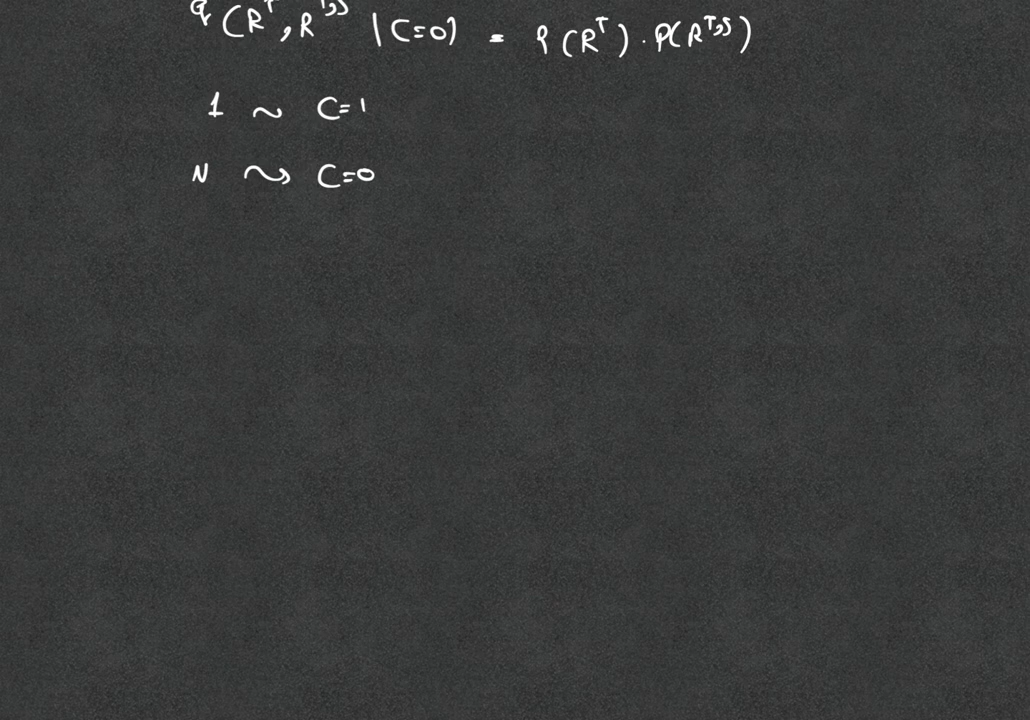 q (R^T, R^T,S | C=0) = P(R^T) · P(R^T,S)
1 ~ C=1
N ~> C=0